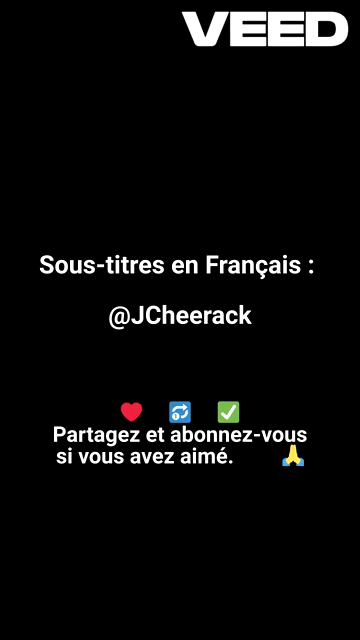 VEED
Sous-titres en Français :
@JCheerack
❤️ 🔂 ✅
Partagez et abonnez-vous
si vous avez aimé. 🙏